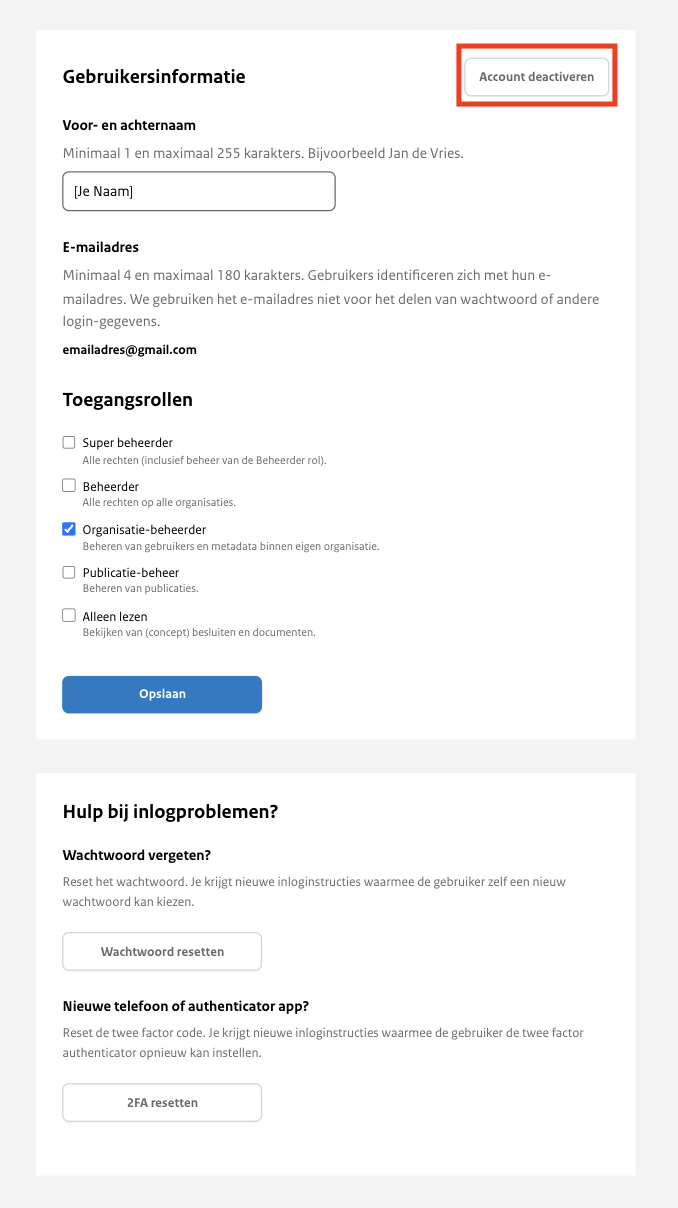 Gebruikersinformatie
Account deactiveren
Voor- en achternaam
Minimaal 1 en maximaal 255 karakters. Bijvoorbeeld Jan de Vries.
[Je Naam]
E-mailadres
Minimaal 4 en maximaal 180 karakters. Gebruikers identificeren zich met hun e-
mailadres. We gebruiken het e-mailadres niet voor het delen van wachtwoord of andere
login-gegevens.
emailadres@gmail.com
Toegangsrollen
Super beheerder
Alle rechten (inclusief beheer van de Beheerder rol).
Beheerder
Alle rechten op alle organisaties.
Organisatie-beheerder
Beheren van gebruikers en metadata binnen eigen organisatie.
Publicatie-beheer
Beheren van publicaties.
Alleen lezen
Bekijken van (concept) besluiten en documenten.
Opslaan
Hulp bij inlogproblemen?
Wachtwoord vergeten?
Reset het wachtwoord. Je krijgt nieuwe inloginstructies waarmee de gebruiker zelf een nieuw
wachtwoord kan kiezen.
Wachtwoord resetten
Nieuwe telefoon of authenticator app?
Reset de twee factor code. Je krijgt nieuwe inloginstructies waarmee de gebruiker de twee factor
authenticator opnieuw kan instellen.
2FA resetten